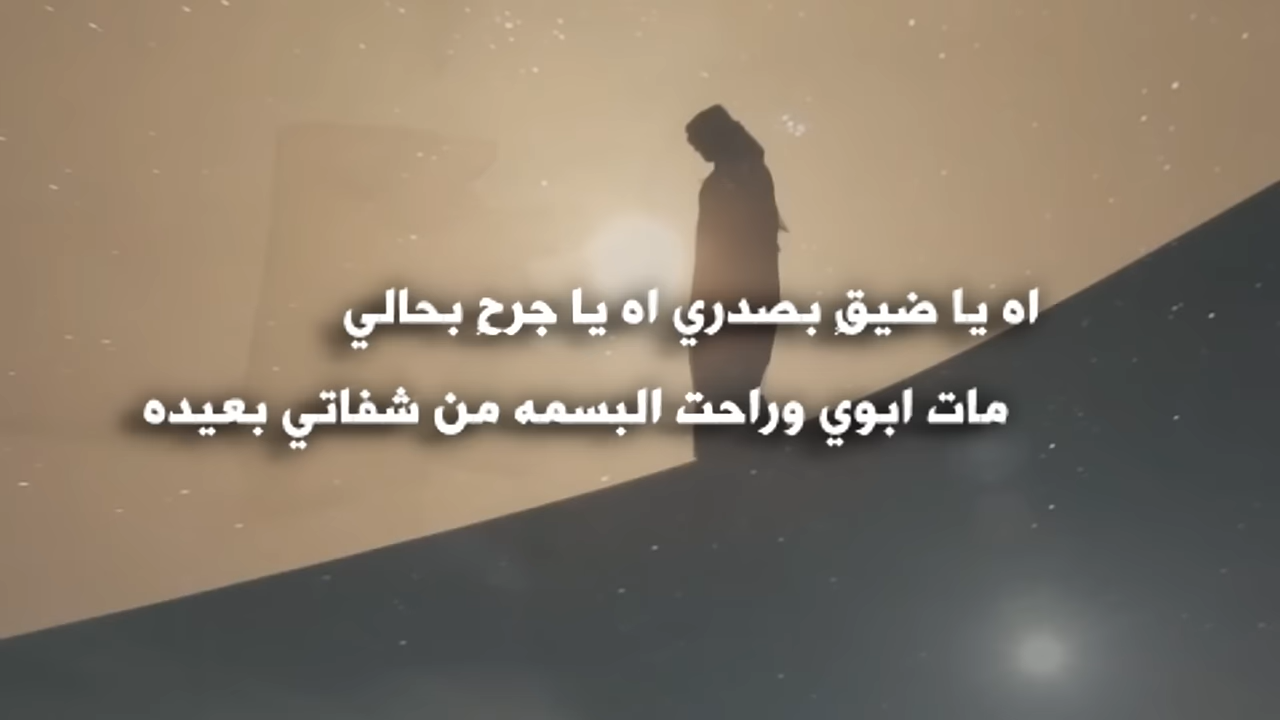 اه يا ضيقٍ بصدري اه يا جرحٍ بحالي
مات ابوي وراحت البسمه من شفاتي بعيده